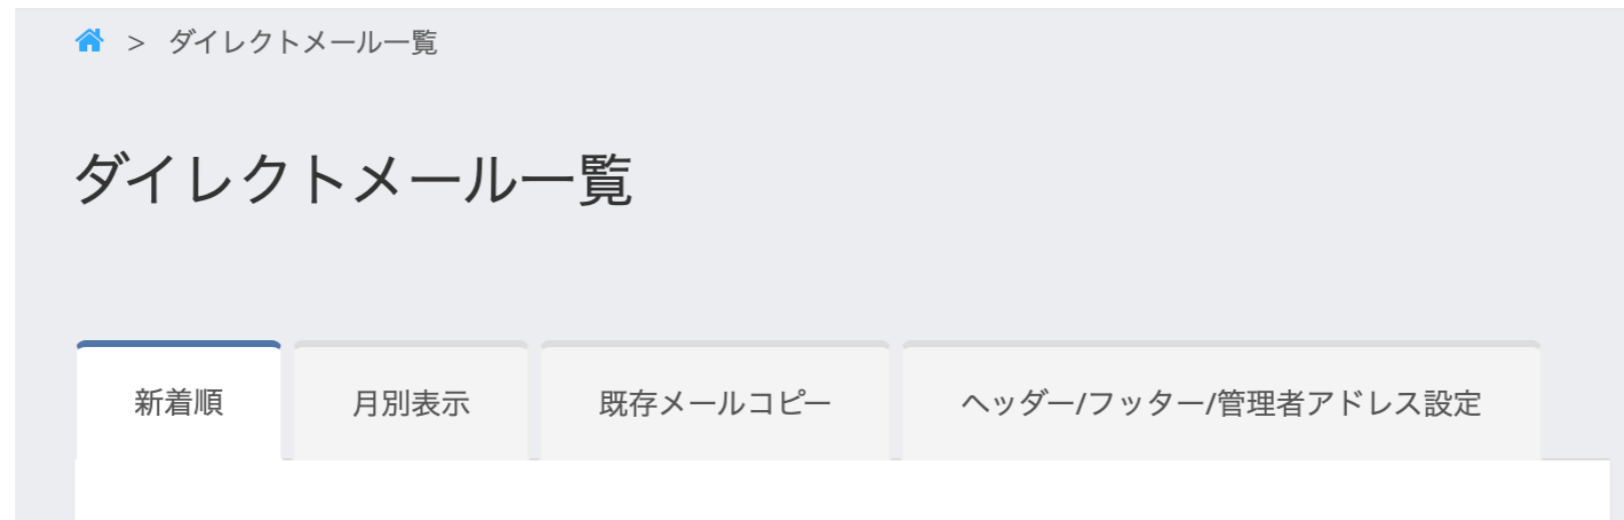 > ダイレクトメール一覧
ダイレクトメール一覧
新着順 月別表示 既存メールコピー ヘッダー/フッター/管理者アドレス設定